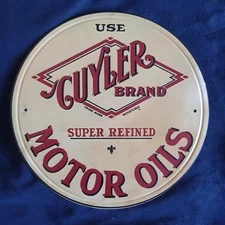 USE
CUYLER
BRAND
SUPER REFINED
MOTOR OILS